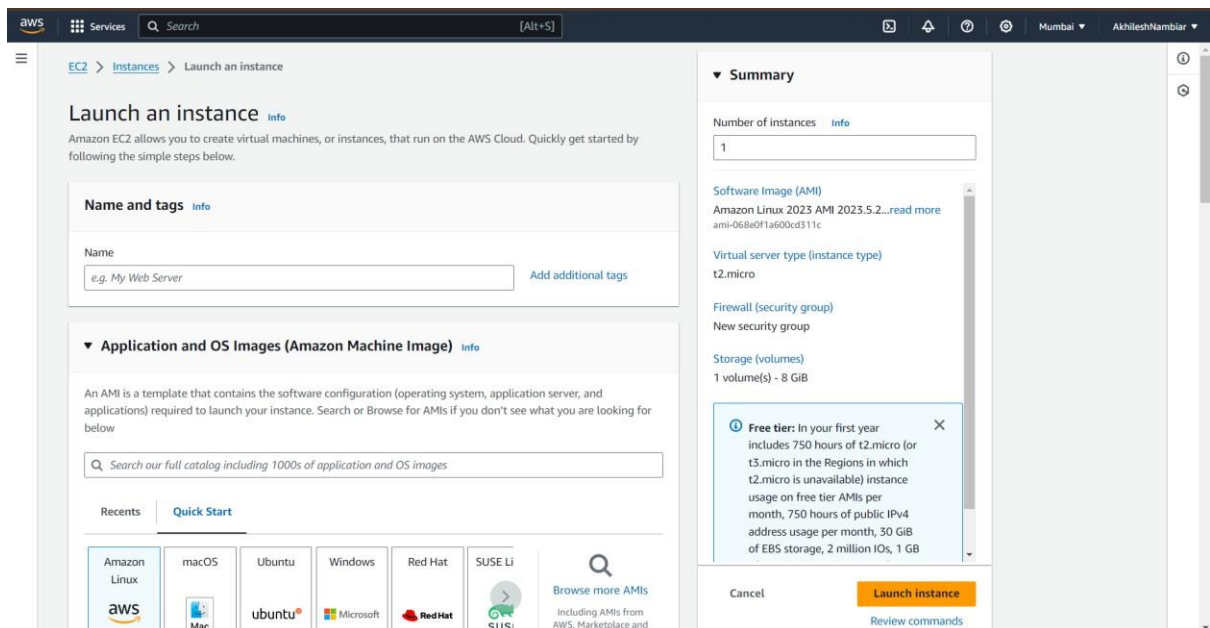 aws
Services
Search
[Alt+S]
Mumbai
AkhileshNambiar
EC2 > Instances > Launch an instance
Launch an instance Info
Amazon EC2 allows you to create virtual machines, or instances, that run on the AWS Cloud. Quickly get started by
following the simple steps below.
Name and tags Info
Name
e.g. My Web Server
Add additional tags
Application and OS Images (Amazon Machine Image) Info
An AMI is a template that contains the software configuration (operating system, application server, and
applications) required to launch your instance. Search or Browse for AMIs if you don't see what you are looking for
below
Search our full catalog including 1000s of application and OS images
Recents
Quick Start
Amazon
Linux
aws
macOS
Mac
Ubuntu
ubuntu
Windows
Microsoft
Red Hat
Red Hat
SUSE Li
SUS
Browse more AMIs
Including AMIs from
AWS, Marketplace and
Summary
Number of instances Info
1
Software Image (AMI)
Amazon Linux 2023 AMI 2023.5.2...read more
ami-068e0f1a600cd311c
Virtual server type (instance type)
t2.micro
Firewall (security group)
New security group
Storage (volumes)
1 volume(s) - 8 GiB
Free tier: In your first year
includes 750 hours of t2.micro (or
t3.micro in the Regions in which
t2.micro is unavailable) instance
usage on free tier AMIs per
month, 750 hours of public IPv4
address usage per month, 30 GiB
of EBS storage, 2 million IOs, 1 GB
Cancel
Launch instance
Review commands